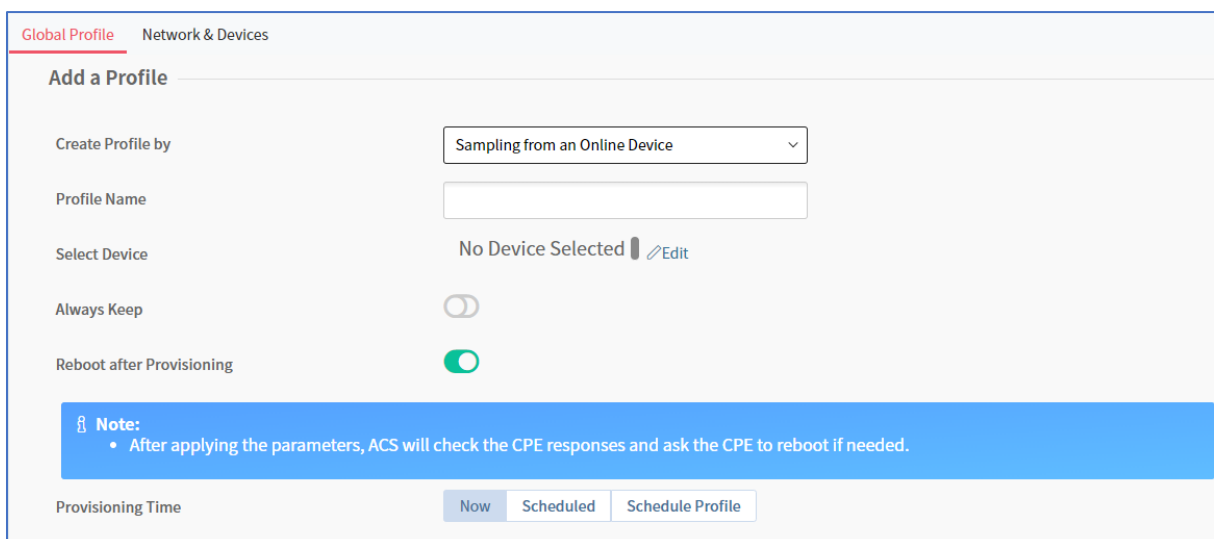 Global Profile Network & Devices
Add a Profile
Create Profile by Sampling from an Online Device
Profile Name
Select Device No Device Selected Edit
Always Keep
Reboot after Provisioning
Note:
• After applying the parameters, ACS will check the CPE responses and ask the CPE to reboot if needed.
Provisioning Time Now Scheduled Schedule Profile